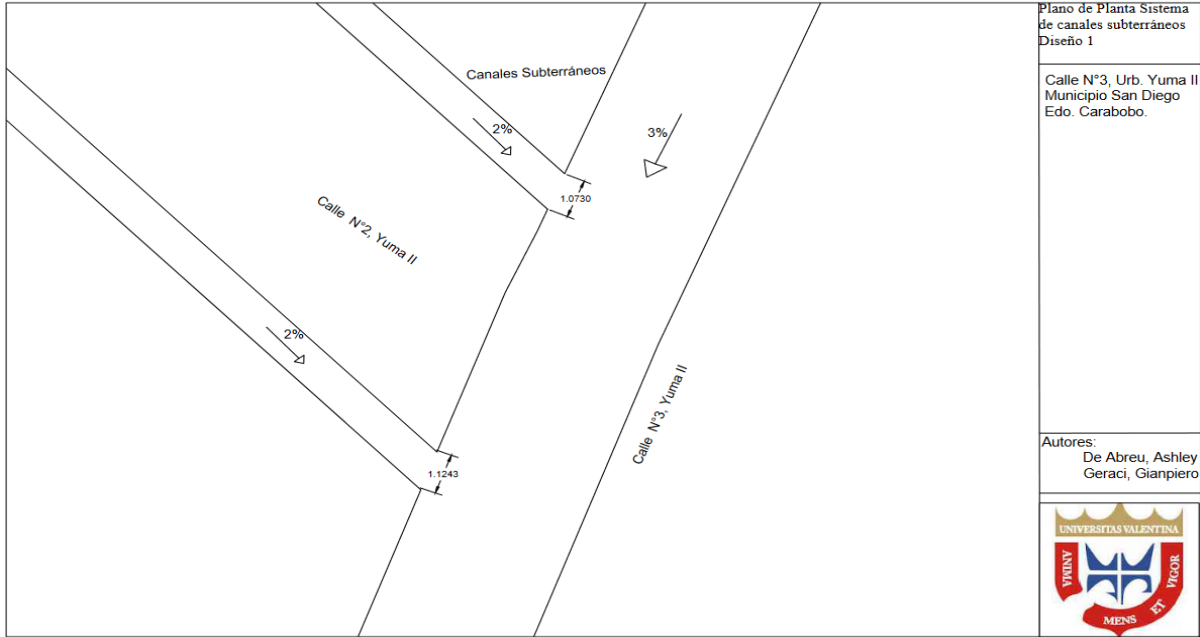 Plano de Planta Sistema
de canales subterráneos
Diseño 1
Calle N°3, Urb. Yuma II
Municipio San Diego
Edo. Carabobo.
Canales Subterráneos
2%
3%
1.0730
Calle N°2, Yuma II
2%
Calle N°3, Yuma II
1.1243
Autores:
De Abreu, Ashley
Geraci, Gianpiero
UNIVERSITAS VALENTINA
ANIMA
MENS
ET
VIGOR